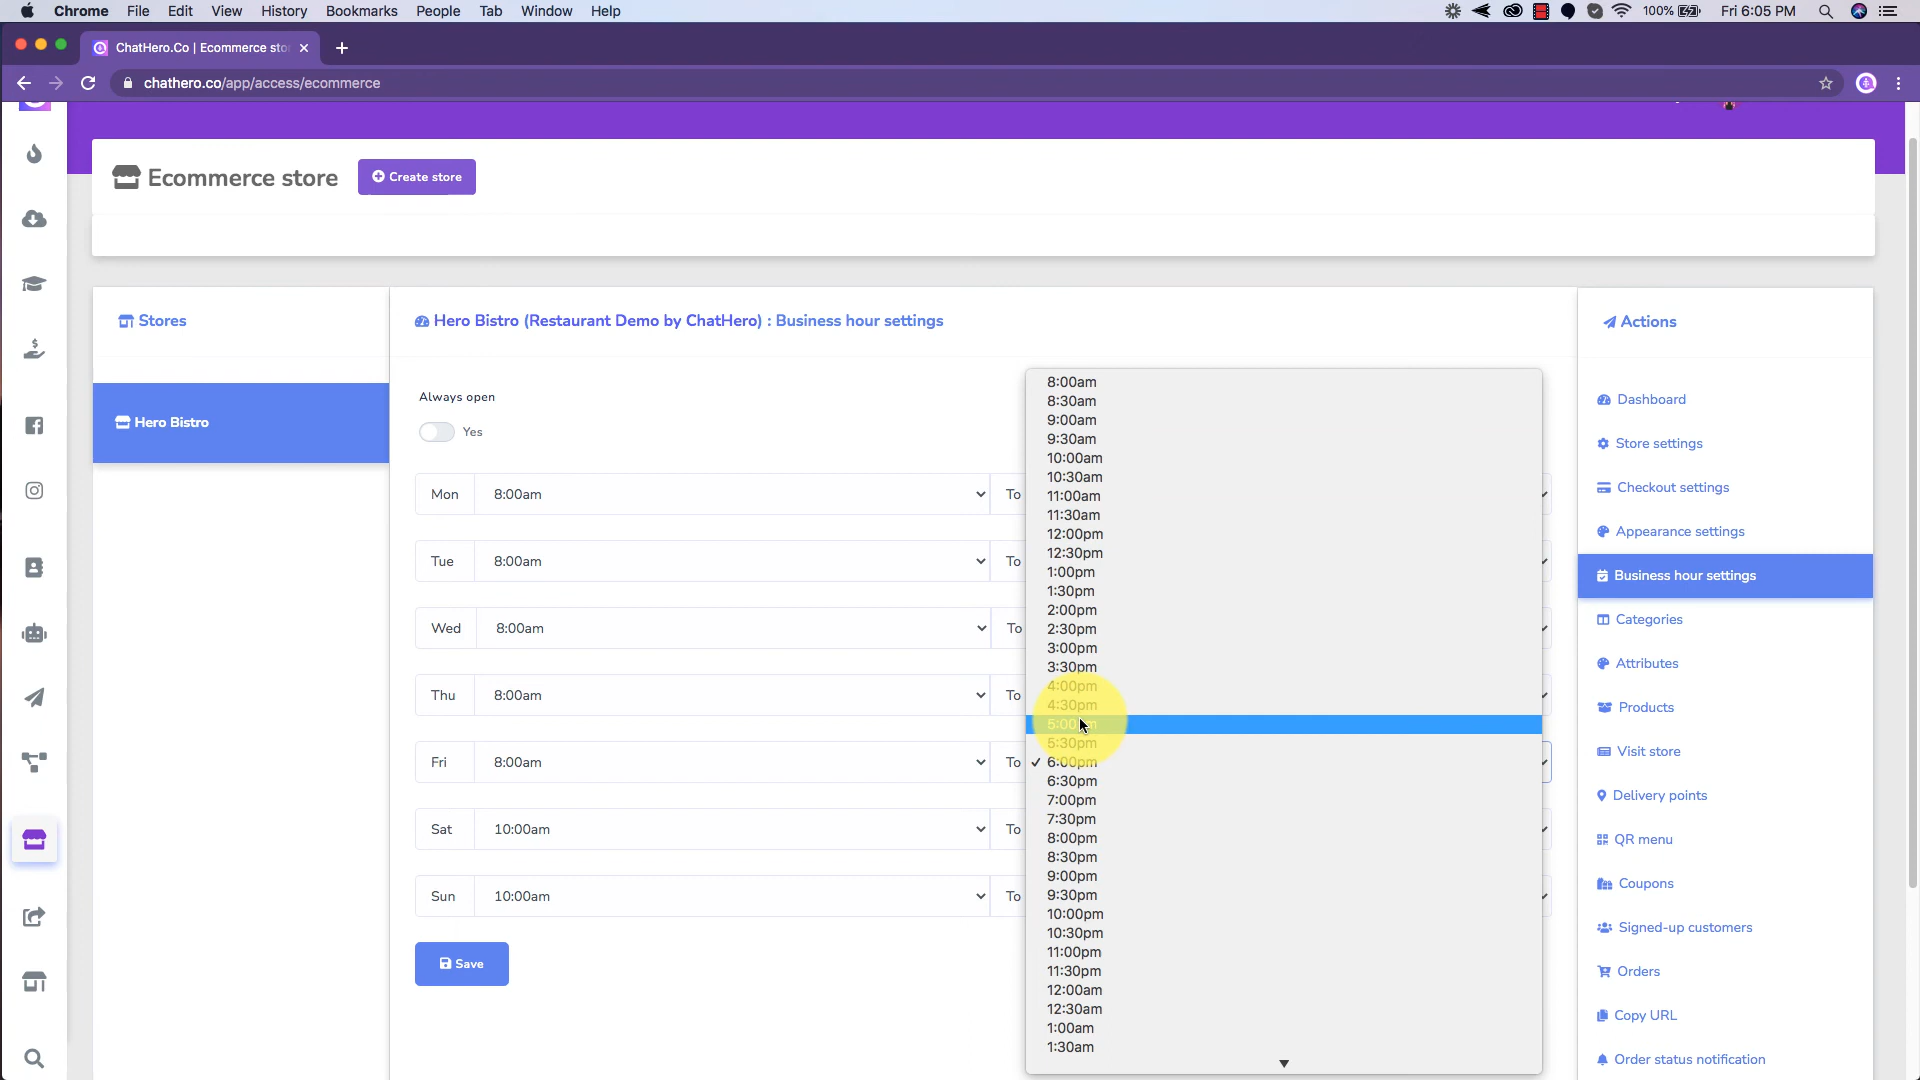 Chrome File Edit View History Bookmarks People Tab Window Help 100% Fri 6:05 PM
ChatHero.Co | Ecommerce sto
chathero.co/app/access/ecommerce
Ecommerce store
Create store
Stores
Hero Bistro
Hero Bistro (Restaurant Demo by ChatHero) : Business hour settings
Always open
Yes
Mon 8:00am To
Tue 8:00am To
Wed 8:00am To
Thu 8:00am To
Fri 8:00am To
Sat 10:00am To
Sun 10:00am To
Save
8:00am
8:30am
9:00am
9:30am
10:00am
10:30am
11:00am
11:30am
12:00pm
12:30pm
1:00pm
1:30pm
2:00pm
2:30pm
3:00pm
3:30pm
4:00pm
4:30pm
5:00pm
5:30pm
✓ 6:00pm
6:30pm
7:00pm
7:30pm
8:00pm
8:30pm
9:00pm
9:30pm
10:00pm
10:30pm
11:00pm
11:30pm
12:00am
12:30am
1:00am
1:30am
Actions
Dashboard
Store settings
Checkout settings
Appearance settings
Business hour settings
Categories
Attributes
Products
Visit store
Delivery points
QR menu
Coupons
Signed-up customers
Orders
Copy URL
Order status notification